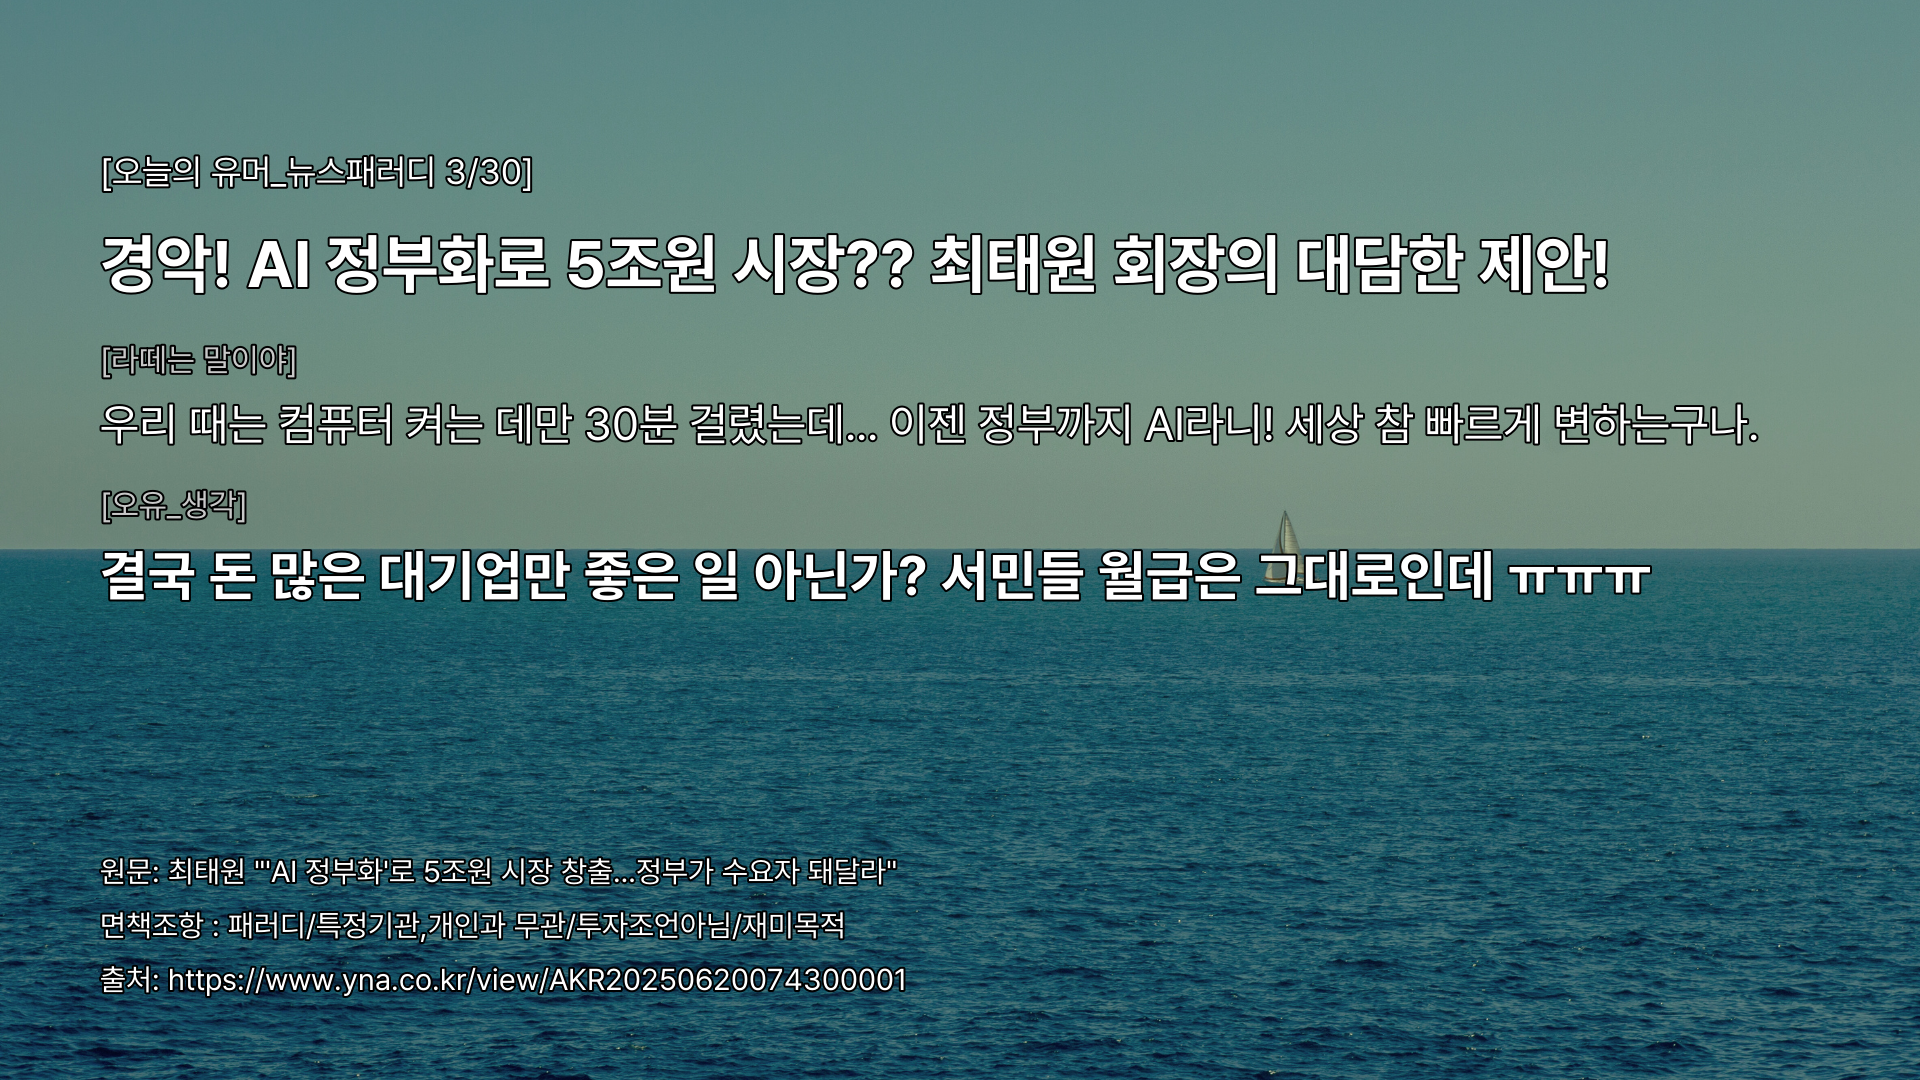 [오늘의 유머_뉴스패러디 3/30]
경악! AI 정부화로 5조원 시장?? 최태원 회장의 대담한 제안!
[라떼는 말이야]
우리 때는 컴퓨터 켜는 데만 30분 걸렸는데... 이젠 정부까지 AI라니! 세상 참 빠르게 변하는구나.
[오유_생각]
결국 돈 많은 대기업만 좋은 일 아닌가? 서민들 월급은 그대로인데 ㅠㅠㅠ
원문: 최태원 "'AI 정부화'로 5조원 시장 창출…정부가 수요자 돼달라"
면책조항 : 패러디/특정기관,개인과 무관/투자조언아님/재미목적
출처: https://www.yna.co.kr/view/AKR20250620074300001